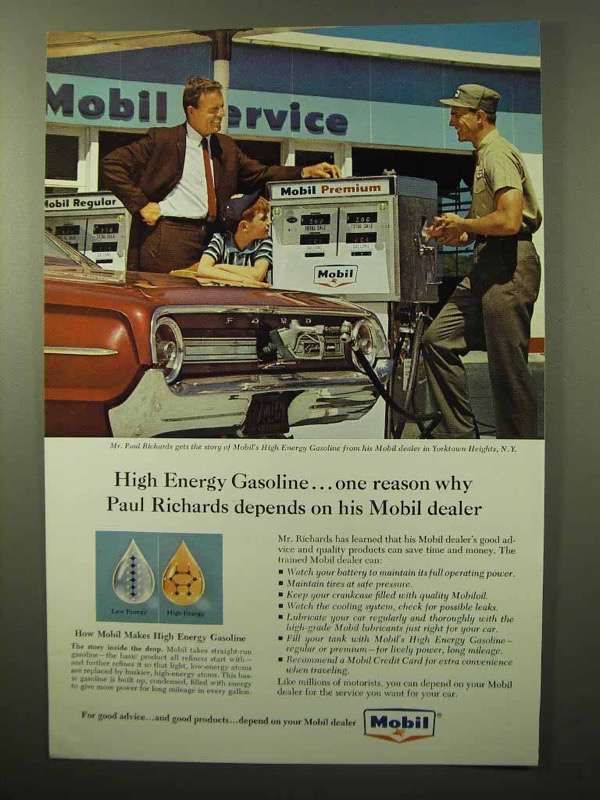 Mobil Service
Mobil Premium
Mobil Regular
TOTAL SALE
TOTAL SALE
GALLONS
Mobil
FORD
Mr. Paul Richards gets the story of Mobil's High Energy Gasoline from his Mobil dealer in Yorktown Heights, N.Y.
High Energy Gasoline...one reason why
Paul Richards depends on his Mobil dealer
Low Energy
High Energy
How Mobil Makes High Energy Gasoline
The story inside the drop. Mobil takes straight-run
gasoline—the basic product all refiners start with—
and further refines it so that light, low-energy atoms
are replaced by huskier, high-energy atoms. This ba-
sic gasoline is built up, condensed, filled with energy
to give more power for long mileage in every gallon.
Mr. Richards has learned that his Mobil dealer's good ad-
vice and quality products can save time and money. The
trained Mobil dealer can:
■ Watch your battery to maintain its full operating power.
■ Maintain tires at safe pressure.
■ Keep your crankcase filled with quality Mobiloil.
■ Watch the cooling system, check for possible leaks.
■ Lubricate your car regularly and thoroughly with the
high-grade Mobil lubricants just right for your car.
■ Fill your tank with Mobil's High Energy Gasoline—
regular or premium—for lively power, long mileage.
■ Recommend a Mobil Credit Card for extra convenience
when traveling.
Like millions of motorists, you can depend on your Mobil
dealer for the service you want for your car.
For good advice...and good products...depend on your Mobil dealer
Mobil®